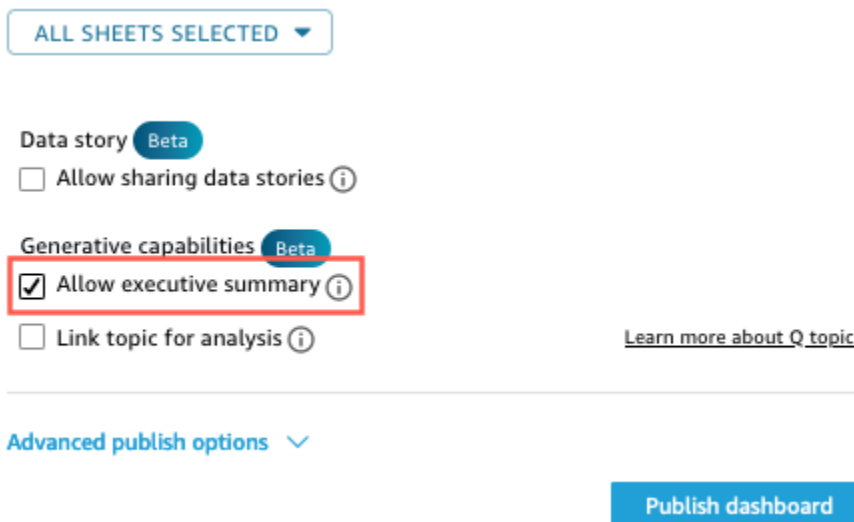 ALL SHEETS SELECTED
Data story Beta
Allow sharing data stories
Generative capabilities Beta
Allow executive summary
Link topic for analysis Learn more about Q topic
Advanced publish options
Publish dashboard